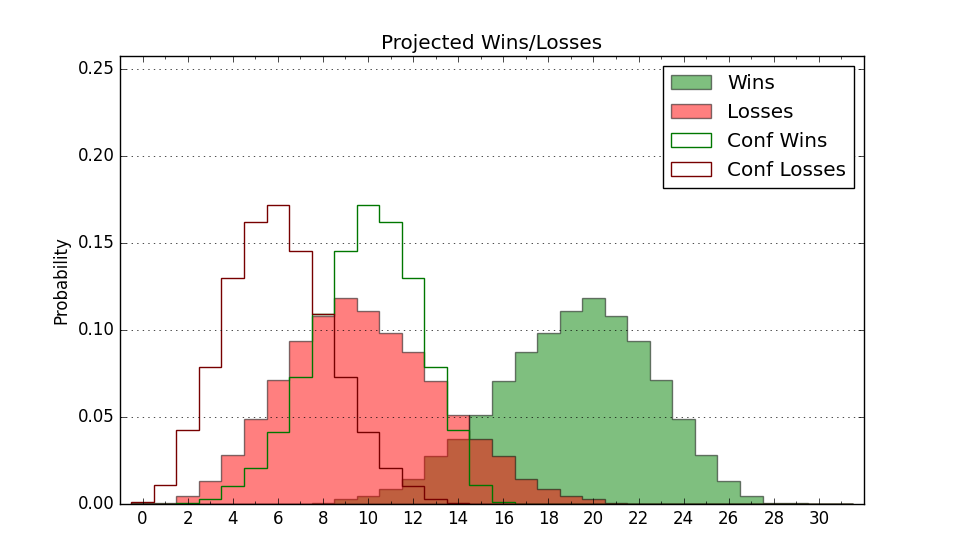 Projected Wins/Losses
0.25
0.20
0.15
0.10
0.05
0.00
Probability
Wins
Losses
Conf Wins
Conf Losses
0 2 4 6 8 10 12 14 16 18 20 22 24 26 28 30